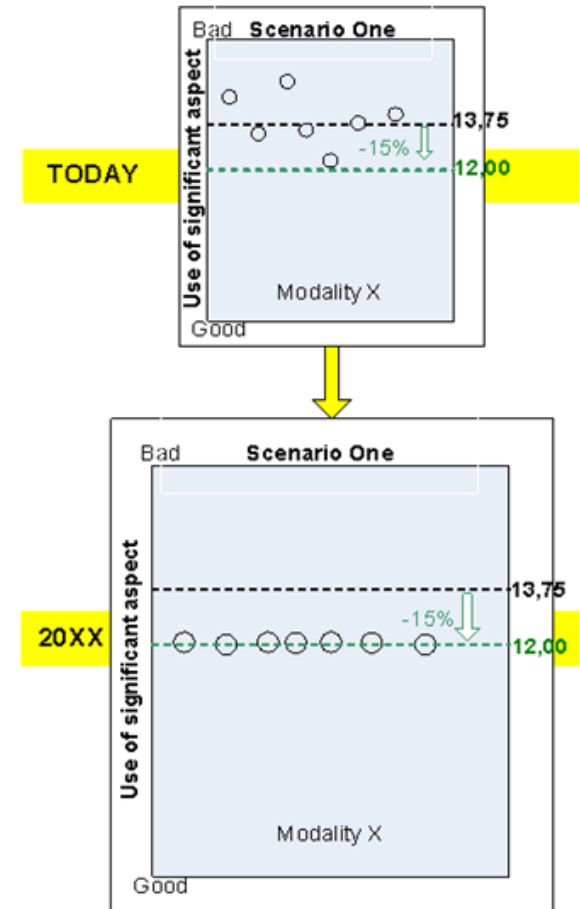 Bad Scenario One
Use of significant aspect
13,75
-15%
TODAY
12,00
Modality X
Good
Bad Scenario One
Use of significant aspect
13,75
-15%
20XX
12,00
Modality X
Good